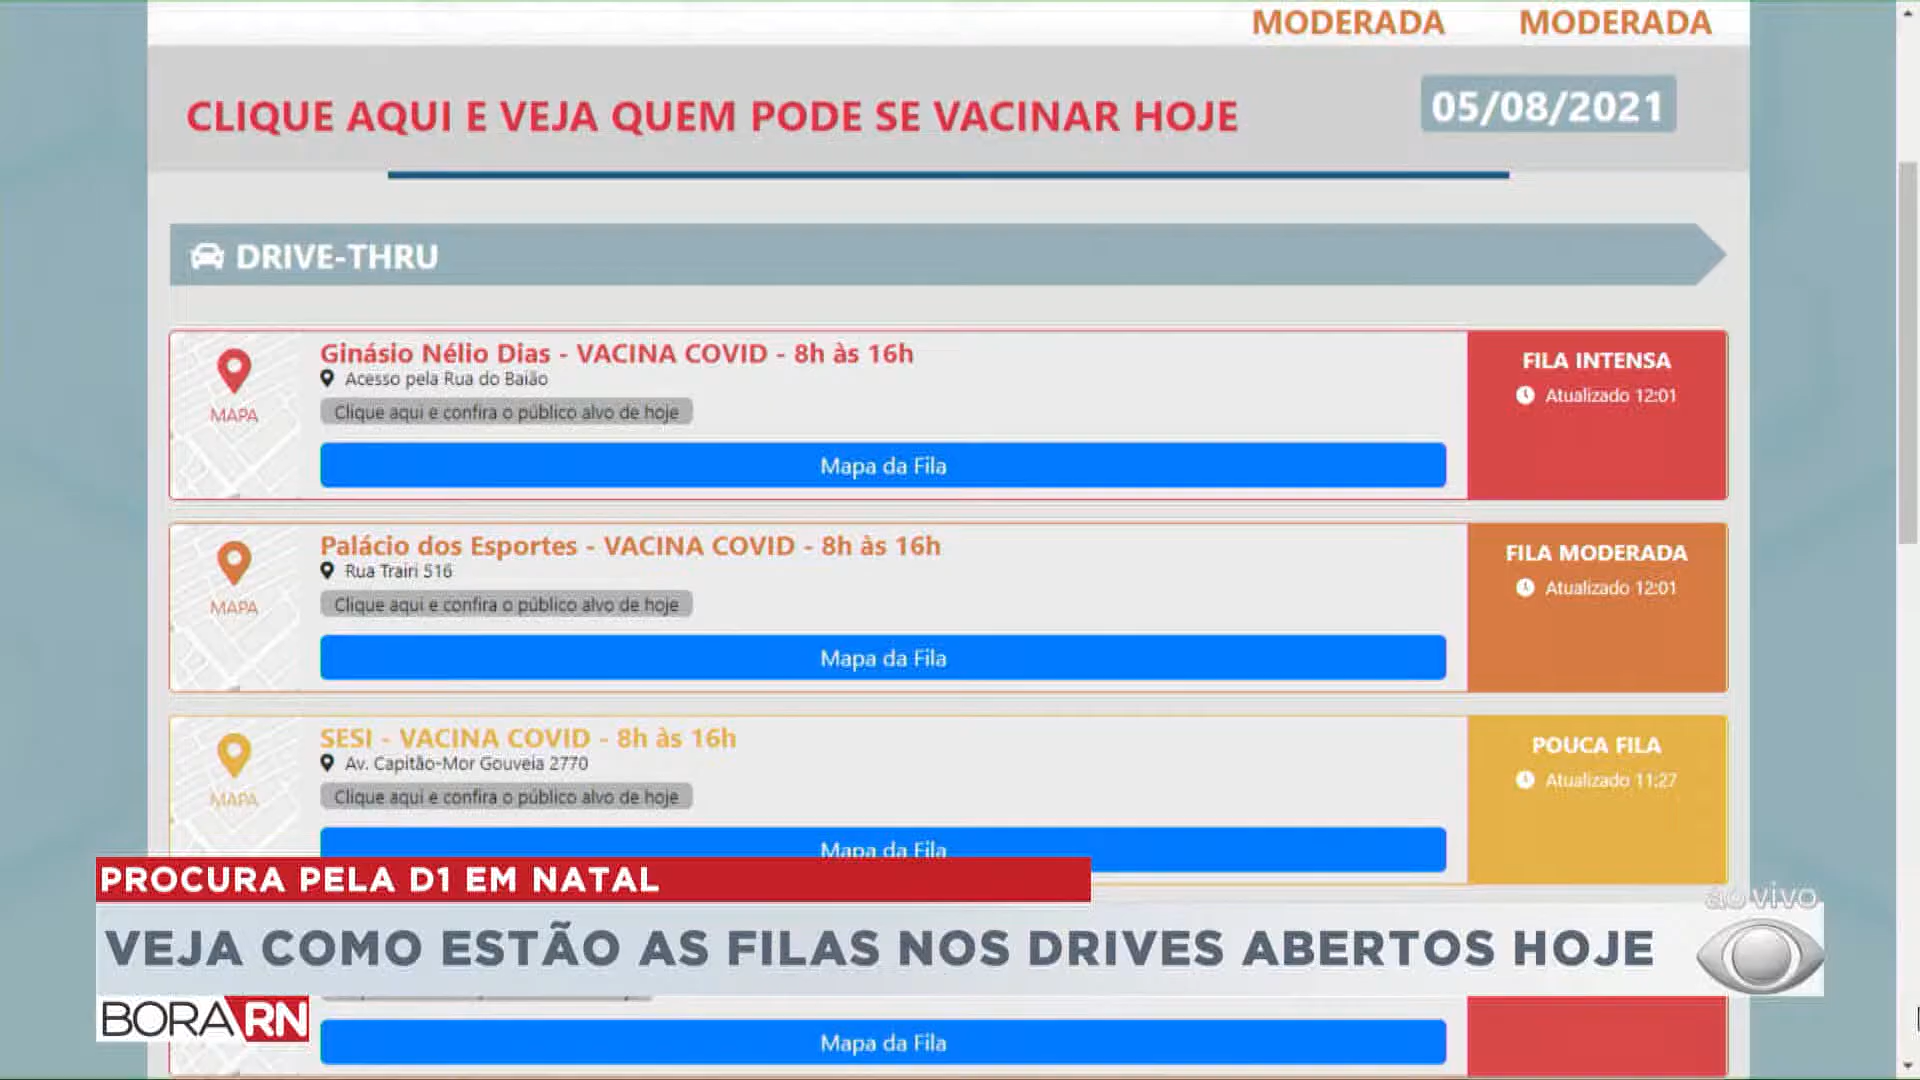 MODERADA MODERADA
CLIQUE AQUI E VEJA QUEM PODE SE VACINAR HOJE
05/08/2021
DRIVE-THRU
MAPA
Ginásio Nélio Dias - VACINA COVID - 8h às 16h
Acesso pela Rua do Baião
Clique aqui e confira o público alvo de hoje
Mapa da Fila
FILA INTENSA
Atualizado 12:01
MAPA
Palácio dos Esportes - VACINA COVID - 8h às 16h
Rua Trairi 516
Clique aqui e confira o público alvo de hoje
Mapa da Fila
FILA MODERADA
Atualizado 12:01
MAPA
SESI - VACINA COVID - 8h às 16h
Av. Capitão-Mor Gouveia 2770
Clique aqui e confira o público alvo de hoje
Mapa da Fila
POUCA FILA
Atualizado 11:27
PROCURA PELA D1 EM NATAL
ao vivo
VEJA COMO ESTÃO AS FILAS NOS DRIVES ABERTOS HOJE
BORA RN
Mapa da Fila